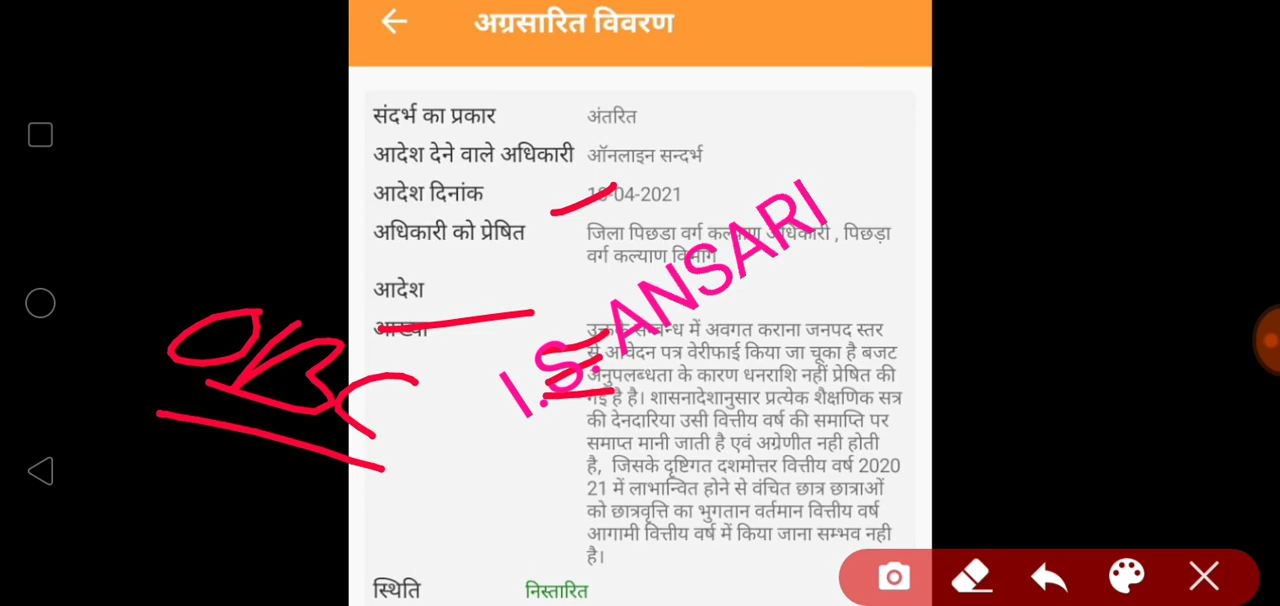 अग्रसारित विवरण
संदर्भ का प्रकार अंतरित
आदेश देने वाले अधिकारी ऑनलाइन सन्दर्भ
आदेश दिनांक -04-2021
अधिकारी को प्रेषित जिला पिछडा वर्ग कल्याण अधिकारी , पिछड़ा
वर्ग कल्याण विभाग
आदेश
आख्या उक्त के सम्बन्ध में अवगत कराना जनपद स्तर
से आवेदन पत्र वेरीफाई किया जा चूका है बजट
अनुपलब्धता के कारण धनराशि नहीं प्रेषित की
गई है है। शासनादेशानुसार प्रत्येक शैक्षणिक सत्र
की देनदारिया उसी वित्तीय वर्ष की समाप्ति पर
समाप्त मानी जाती है एवं अग्रेणीत नही होती
है, जिसके दृष्टिगत दशमोत्तर वित्तीय वर्ष 2020
21 में लाभान्वित होने से वंचित छात्र छात्राओं
को छात्रवृत्ति का भुगतान वर्तमान वित्तीय वर्ष
आगामी वित्तीय वर्ष में किया जाना सम्भव नही
है।
स्थिति निस्तारित
I.S. ANSARI
OBC